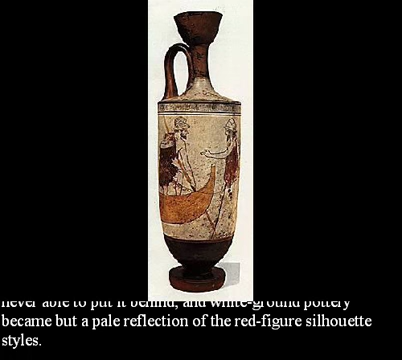 never able to put it behind, and white-ground pottery
became but a pale reflection of the red-figure silhouette
styles.